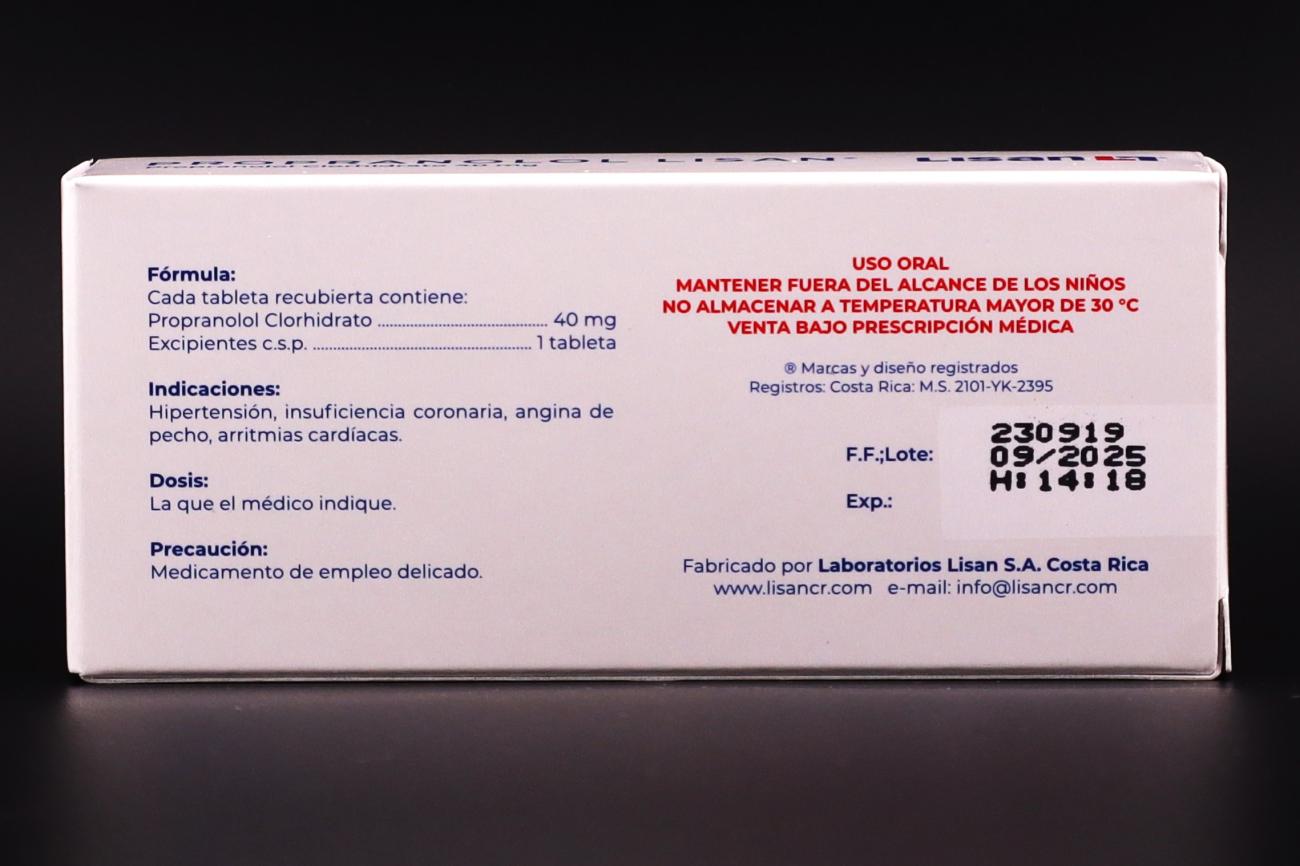 PROPRANOLOL LISAN®
Lisan
Propranolol Clorhidrato 40 mg
Fórmula:
Cada tableta recubierta contiene:
Propranolol Clorhidrato ........................................ 40 mg
Excipientes c.s.p. ..................................................... 1 tableta
Indicaciones:
Hipertensión, insuficiencia coronaria, angina de
pecho, arritmias cardíacas.
Dosis:
La que el médico indique.
Precaución:
Medicamento de empleo delicado.
USO ORAL
MANTENER FUERA DEL ALCANCE DE LOS NIÑOS
NO ALMACENAR A TEMPERATURA MAYOR DE 30 °C
VENTA BAJO PRESCRIPCIÓN MÉDICA
® Marcas y diseño registrados
Registros: Costa Rica: M.S. 2101-YK-2395
F.F.;Lote:
Exp.:
230919
09/2025
H:14:18
Fabricado por Laboratorios Lisan S.A. Costa Rica
www.lisancr.com e-mail: info@lisancr.com